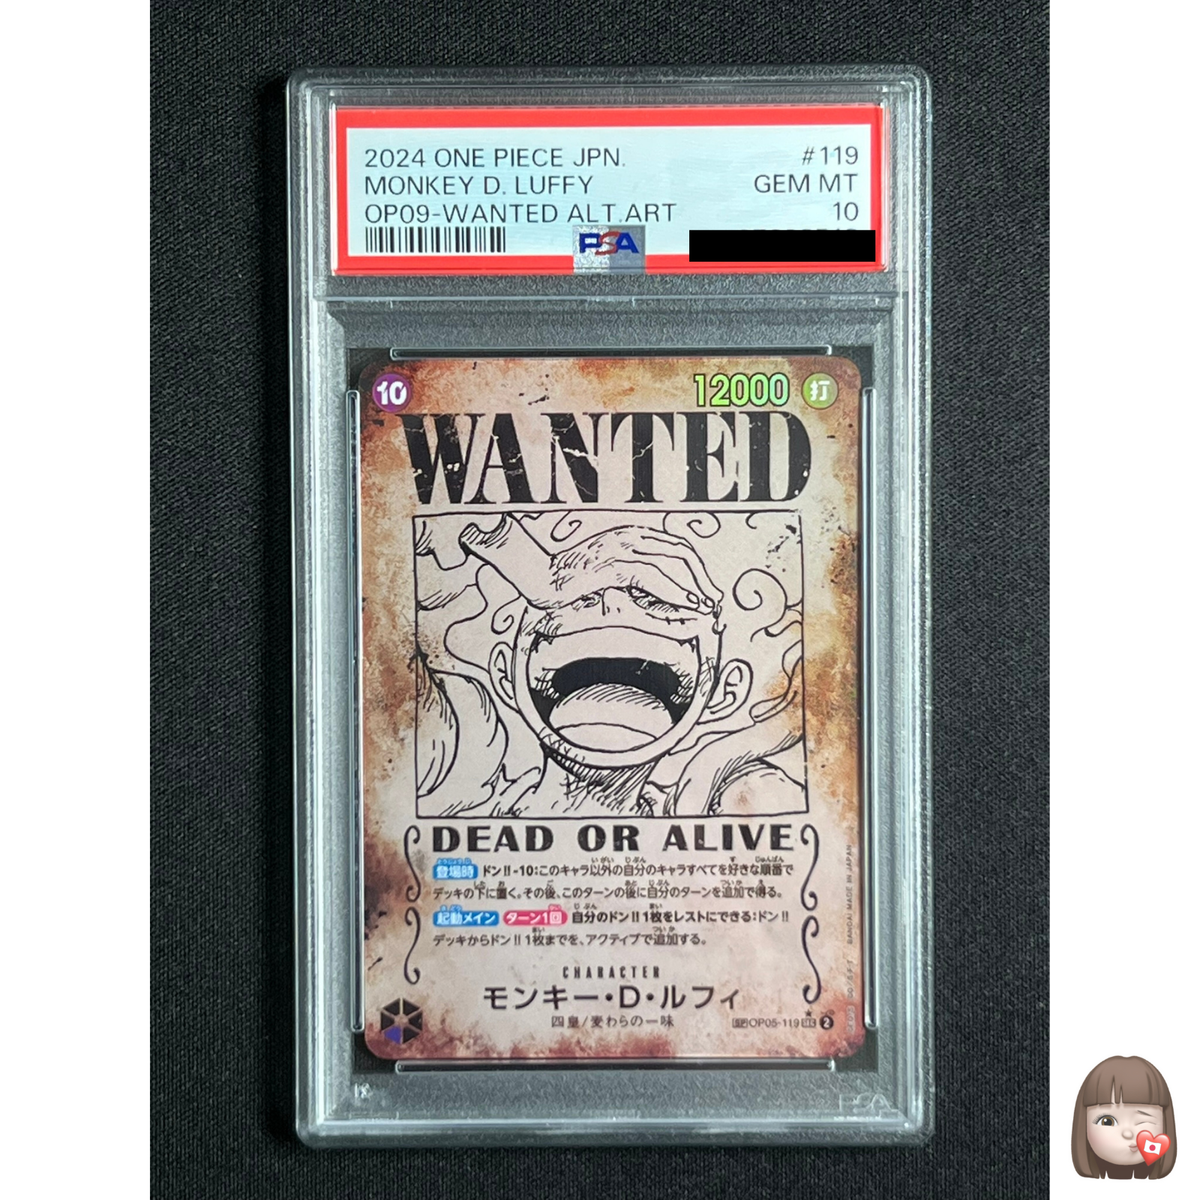 2024 ONE PIECE JPN. #119
MONKEY D. LUFFY GEM MT
OP09-WANTED ALT.ART 10
PSA
10 12000 打
WANTED
DEAD OR ALIVE
登場時 ドン!!-10:このキャラ以外の自分のキャラすべてを好きな順番で
デッキの下に置く。その後、このターンの後に自分のターンを追加で得る。
起動メイン ターン1回 自分のドン!!1枚をレストにできる:ドン!!
デッキからドン!!1枚までを、アクティブで追加する。
CHARACTER
モンキー・D・ルフィ
四皇/麦わらの一味
SP OP05-119 SEC 2
BANDAI MADE IN JAPAN
PSA